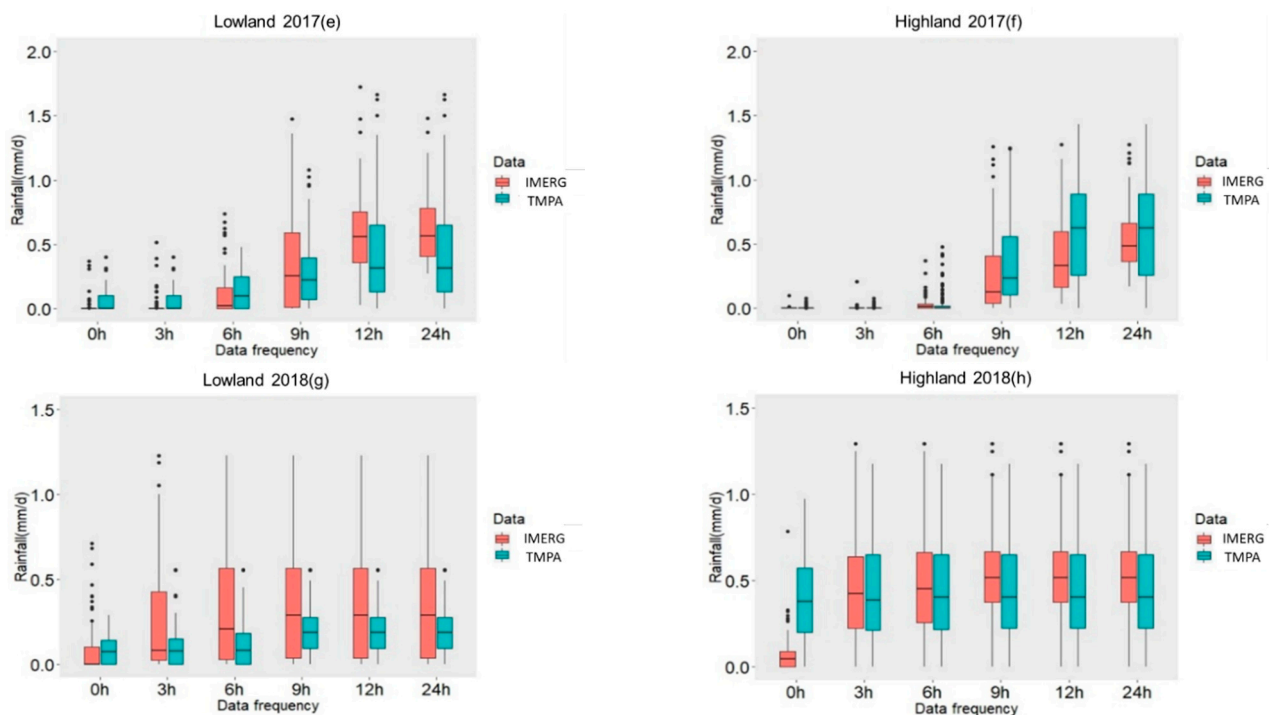 Lowland 2017(e)
2.0
1.5
1.0
0.5
0.0
Rainfall(mm/d)
0h 3h 6h 9h 12h 24h
Data frequency
Data
IMERG
TMPA
Highland 2017(f)
2.0
1.5
1.0
0.5
0.0
Rainfall(mm/d)
0h 3h 6h 9h 12h 24h
Data frequency
Data
IMERG
TMPA
Lowland 2018(g)
1.5
1.0
0.5
0.0
Rainfall(mm/d)
0h 3h 6h 9h 12h 24h
Data frequency
Data
IMERG
TMPA
Highland 2018(h)
1.5
1.0
0.5
0.0
Rainfall(mm/d)
0h 3h 6h 9h 12h 24h
Data frequency
Data
IMERG
TMPA